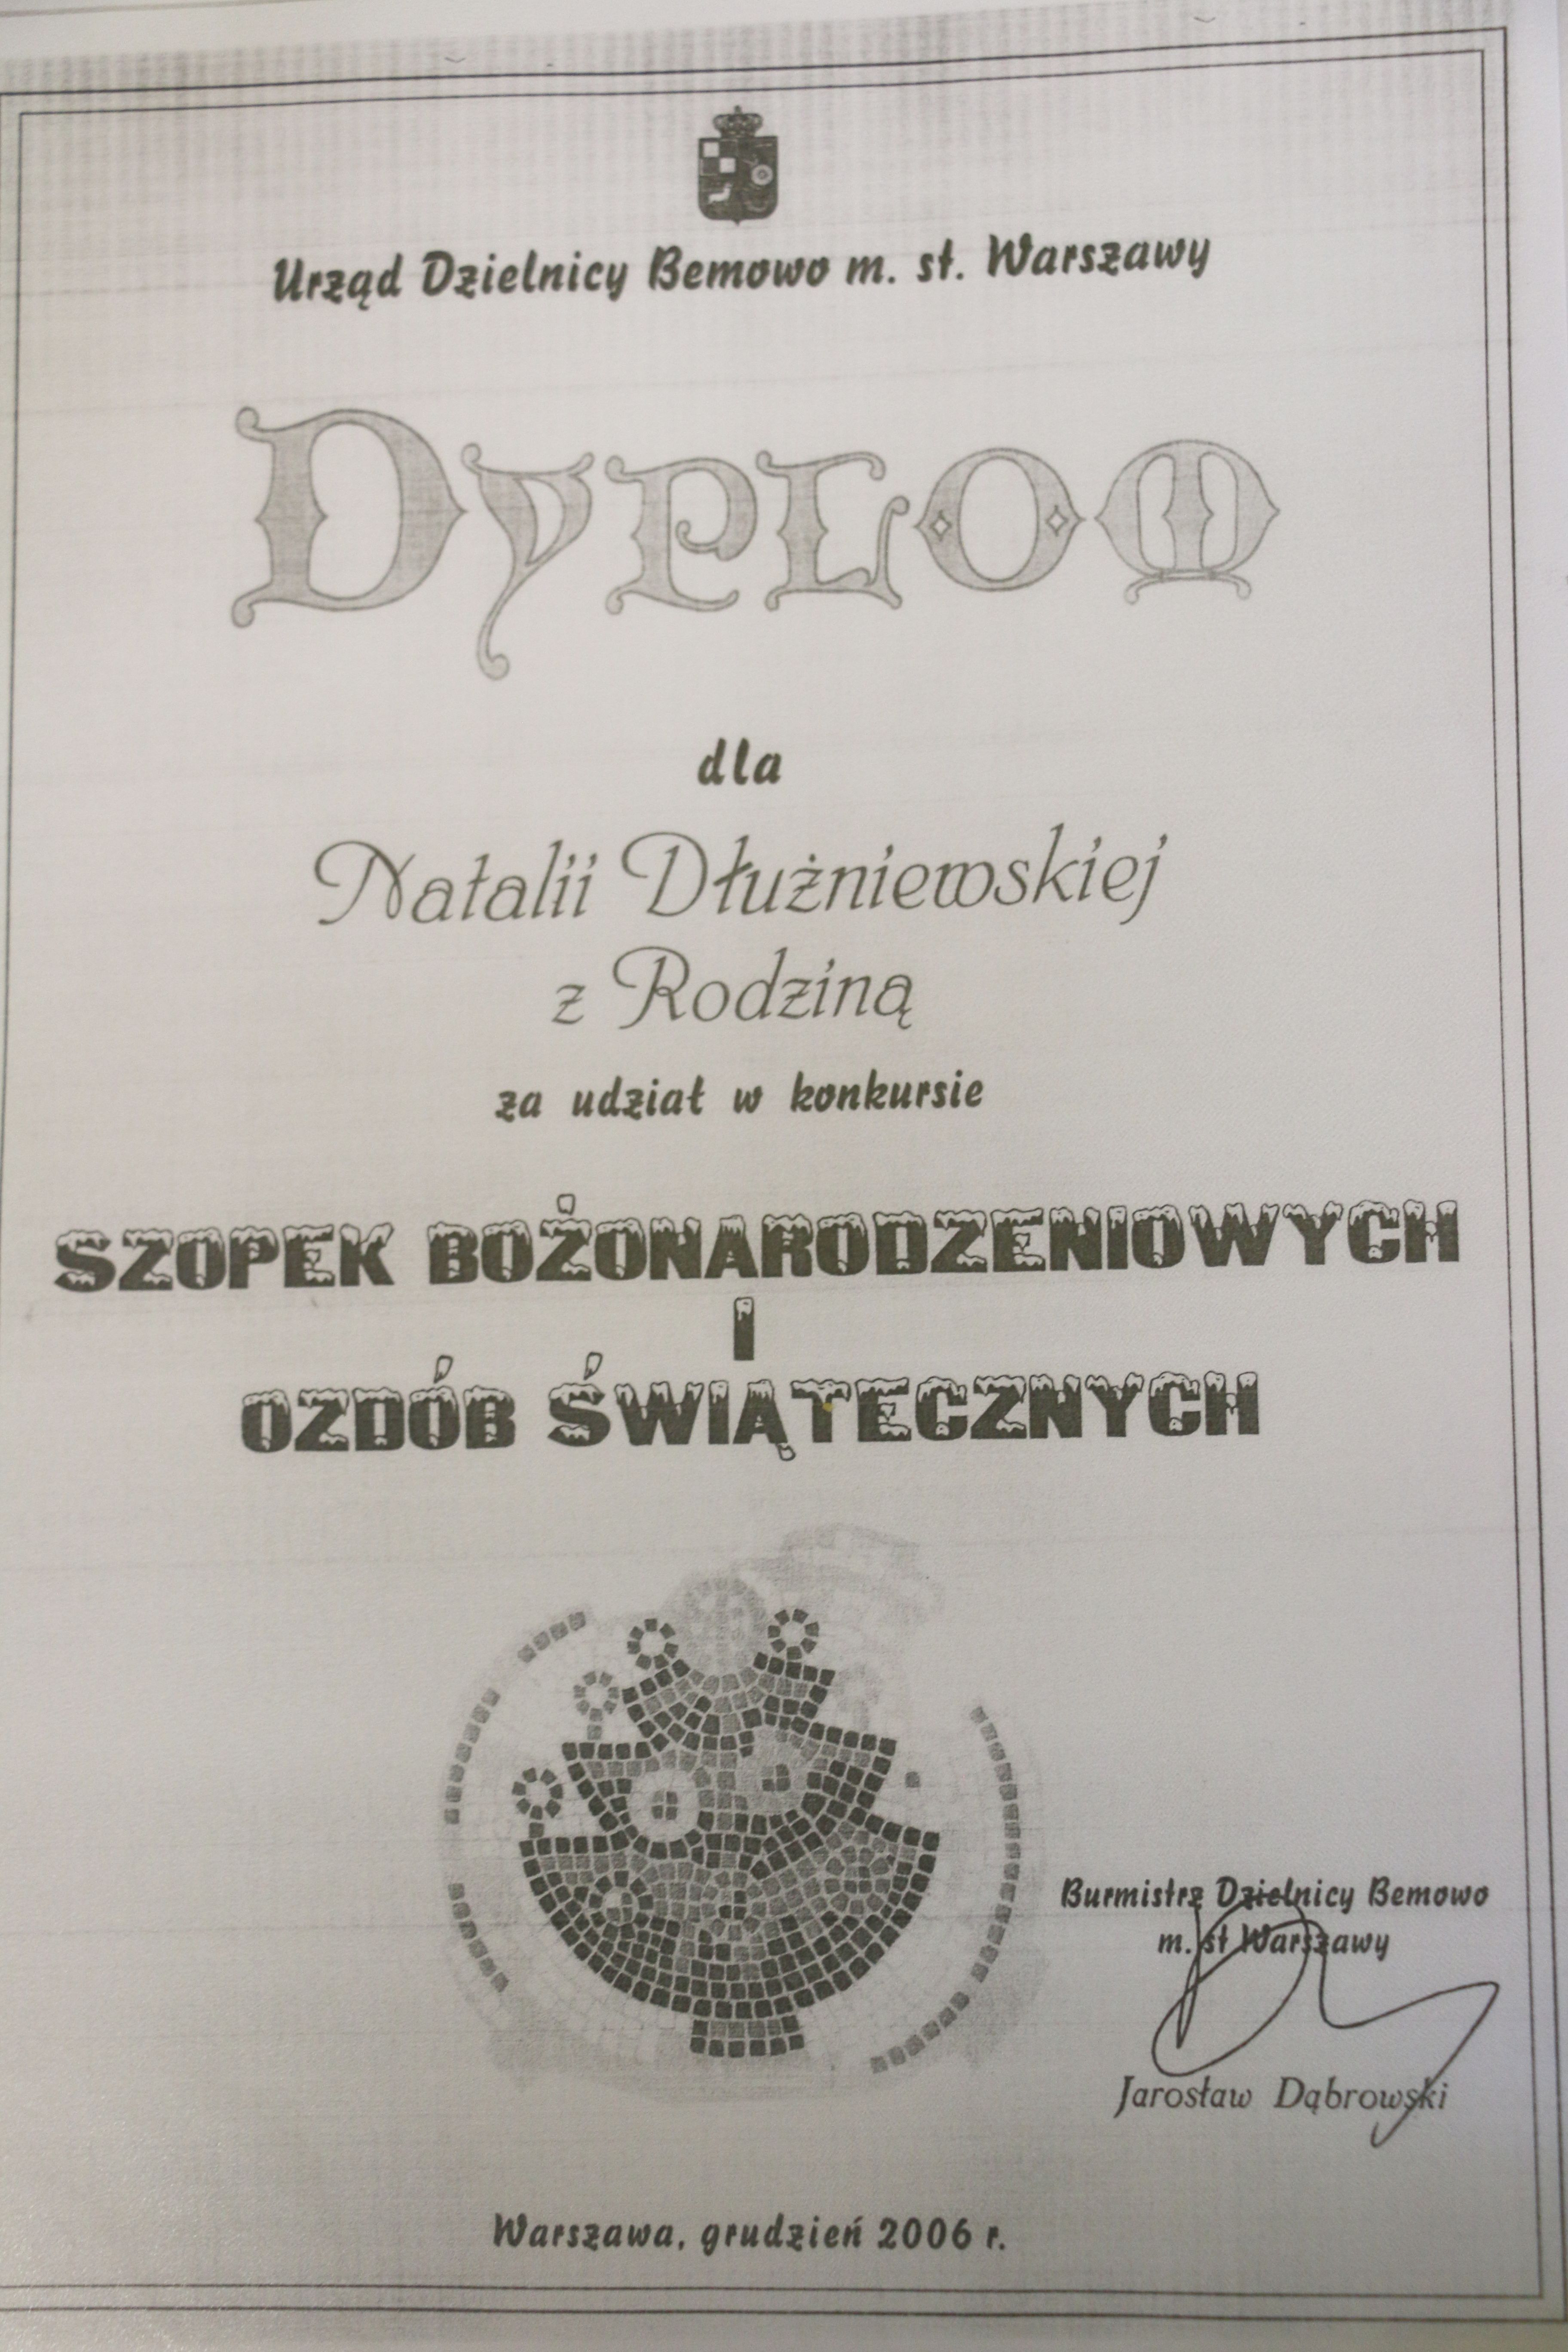 Urząd Dzielnicy Bemowo m. st. Warszawy
DYPLOM
dla
Natalii Dłużniewskiej
z Rodziną
za udział w konkursie
SZOPEK BOŻONARODZENIOWYCH
I
OZDÓB ŚWIĄTECZNYCH
Burmistrz Dzielnicy Bemowo
m. st Warszawy
Jarosław Dąbrowski
Warszawa, grudzień 2006 r.